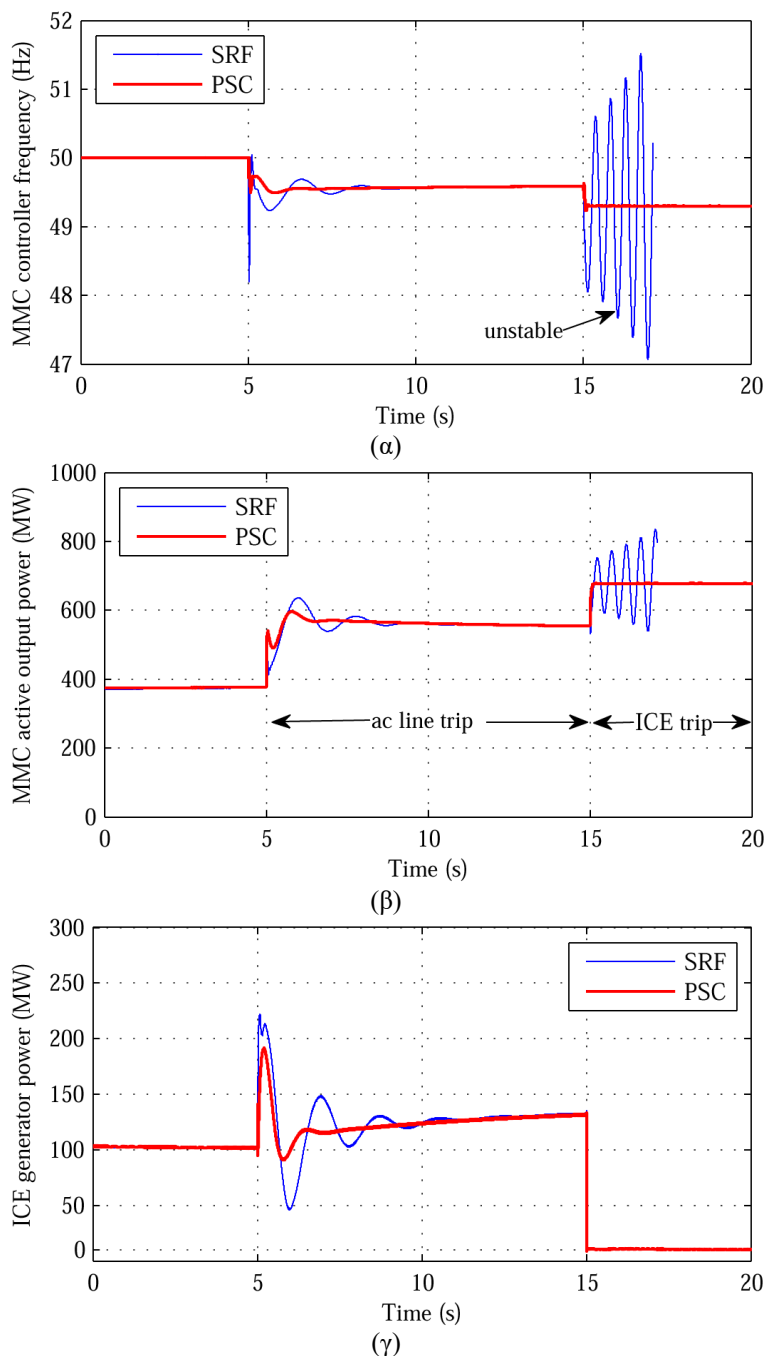 52
51
50
49
48
47
MMC controller frequency (Hz)
SRF
PSC
unstable
0
5
10
15
20
Time (s)
(α)
1000
800
600
400
200
0
MMC active output power (MW)
SRF
PSC
ac line trip
ICE trip
0
5
10
15
20
Time (s)
(β)
300
250
200
150
100
50
0
ICE generator power (MW)
SRF
PSC
0
5
10
15
20
Time (s)
(γ)